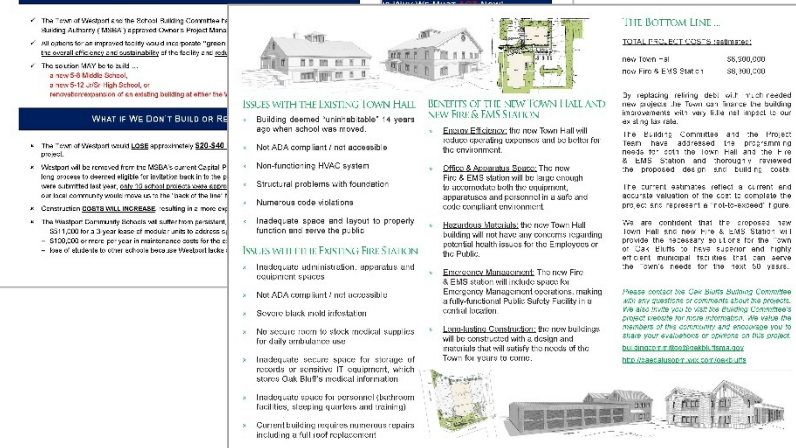 The Town of Westport and the School Building Committee
Building Authority ("MSBA") approved Owner's Project
All options for an improved facility would incorporate "green
the overall efficiency and sustainability of the facility and
The solution MAY be to build ...
a new 5-8 Middle School,
a new 5-12 Jr/Sr High School, or
renovation/expansion of an existing building at either the
WHAT IF WE DON'T BUILD OR
The Town of Westport would LOSE approximately $20-$40
project.
Westport will be removed from the MSBA's current Capital
long process to deemed eligible for invitation back to the
were submitted last year, only 16 school projects were
our local community would move us to the "back of the line"
Construction COSTS WILL INCREASE, resulting in a more
The Westport Community Schools will suffer from persistent,
$511,000 for a 3-year lease of modular units to address
– $100,000 or more per year in maintenance costs for the
– lose of students to other schools because Westport lacks
ISSUES WITH THE EXISTING TOWN HALL
Building deemed "uninhabitable" 14 years
ago when school was moved.
Not ADA compliant / not accessible
Non-functioning HVAC system
Structural problems with foundation
Numerous code violations
Inadequate space and layout to properly
function and serve the public
ISSUES WITH THE EXISTING FIRE STATION
Inadequate administration, apparatus and
equipment spaces
Not ADA compliant / not accessible
Severe black mold infestation
No secure room to stock medical supplies
for daily ambulance use
Inadequate secure space for storage of
records or sensitive IT equipment, which
stores Oak Bluff's medical information
Inadequate space for personnel (bathroom
facilities, sleeping quarters and training)
Current building requires numerous repairs
including a full roof replacement
BENEFITS OF THE NEW TOWN HALL AND
NEW FIRE & EMS STATION
Energy Efficiency: the new Town Hall will
reduce operating expenses and be better for
the environment.
Office & Apparatus Space: the new
Fire & EMS station will be large enough
to accomodate both the equipment,
apparatuses and personnel in a safe and
code compliant environment.
Hazardous Materials: the new Town Hall
building will not have any concerns regarding
potential health issues for the Employees or
the Public.
Emergency Management: The new Fire
& EMS station will include space for
Emergency Management operations, making
a fully-functional Public Safety Facility in a
central location.
Long-lasting Construction: the new buildings
will be constructed with a design and
materials that will satisfy the needs of the
Town for years to come.
THE BOTTOM LINE ...
TOTAL PROJECT COSTS (estimated):
new Town Hall
new Fire & EMS Station
By replacing retiring debt with much needed
new projects the Town can finance the building
improvements with very little net impact to our
existing tax rate.
The Building Committee and the Project
Team have addressed the programming
needs for both the Town Hall and the Fire
& EMS Station and thoroughly reviewed
the proposed design and building costs.
The current estimates reflect a current and
accurate valuation of the cost to complete the
project and represent a "not-to-exceed" figure.
We are confident that the proposed new
Town Hall and new Fire & EMS Station will
provide the necessary solutions for the Town
of Oak Bluffs to have superior and highly
efficient municipal facilities that can serve
the Town's needs for the next 50 years.
Please contact the Oak Bluffs Building Committee
with any questions or comments about the projects.
We also invite you to visit the Building Committee's
project website for more information. We value the
members of this community and encourage you to
share your evaluations or opinions on this project.
buildingcommittee@oakbluffsma.gov
http://daedaluspm.wix.com/oakbluffs